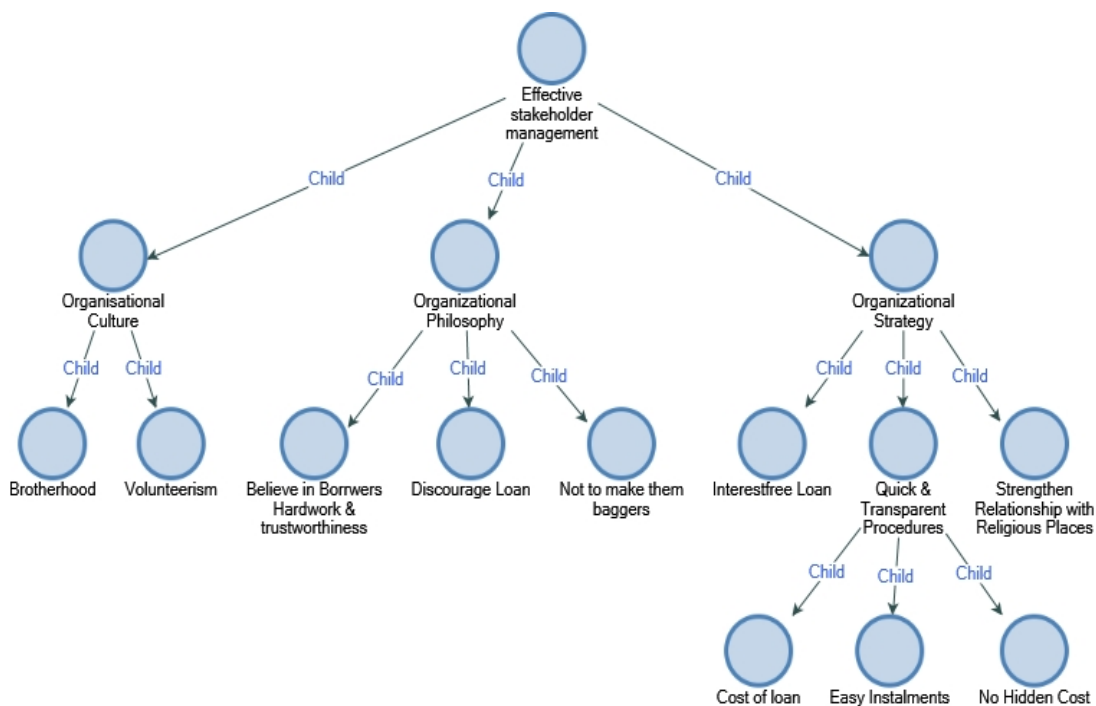 Effective
stakeholder
management
Child
Child
Child
Organisational
Culture
Organizational
Philosophy
Organizational
Strategy
Child
Child
Child
Child
Child
Child
Child
Child
Brotherhood
Volunteerism
Believe in Borrwers
Hardwork &
trustworthiness
Discourage Loan
Not to make them
baggers
Interestfree Loan
Quick &
Transparent
Procedures
Strengthen
Relationship with
Religious Places
Child
Child
Child
Cost of loan
Easy Instalments
No Hidden Cost